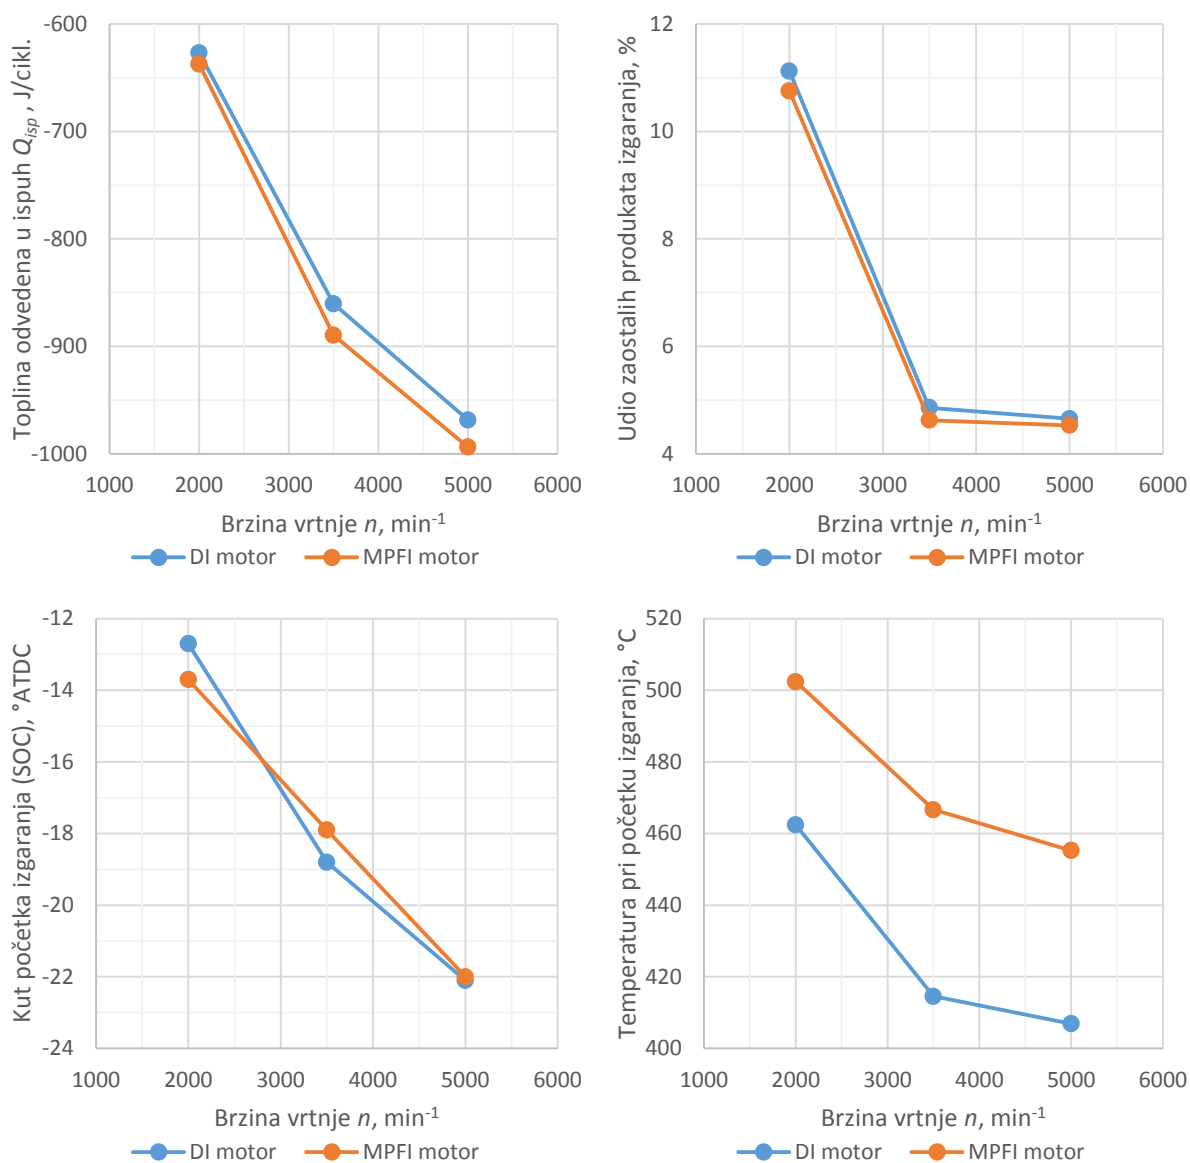 Toplina odvedena u ispuh Qisp , J/cikl.
-600
-700
-800
-900
-1000
1000 2000 3000 4000 5000 6000
Brzina vrtnje n, min-1
DI motor MPFI motor
Udio zaostalih produkata izgaranja, %
12
10
8
6
4
1000 2000 3000 4000 5000 6000
Brzina vrtnje n, min-1
DI motor MPFI motor
Kut početka izgaranja (SOC), °ATDC
-12
-14
-16
-18
-20
-22
-24
1000 2000 3000 4000 5000 6000
Brzina vrtnje n, min-1
DI motor MPFI motor
Temperatura pri početku izgaranja, °C
520
500
480
460
440
420
400
1000 2000 3000 4000 5000 6000
Brzina vrtnje n, min-1
DI motor MPFI motor